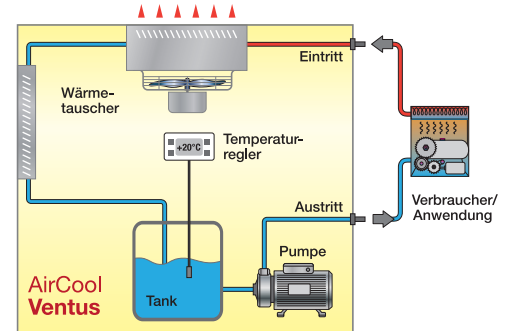 Eintritt
Wärme-
tauscher
+20°C
Temperatur-
regler
Austritt
Verbraucher/
Anwendung
Pumpe
Tank
AirCool
Ventus